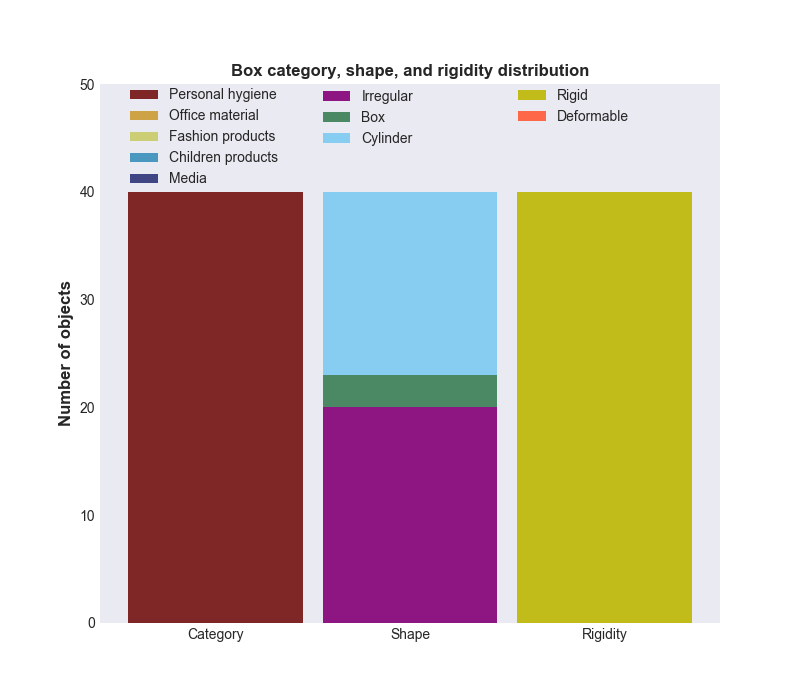 Box category, shape, and rigidity distribution
50
40
30
20
10
0
Number of objects
Personal hygiene
Office material
Fashion products
Children products
Media
Irregular
Box
Cylinder
Rigid
Deformable
Category
Shape
Rigidity